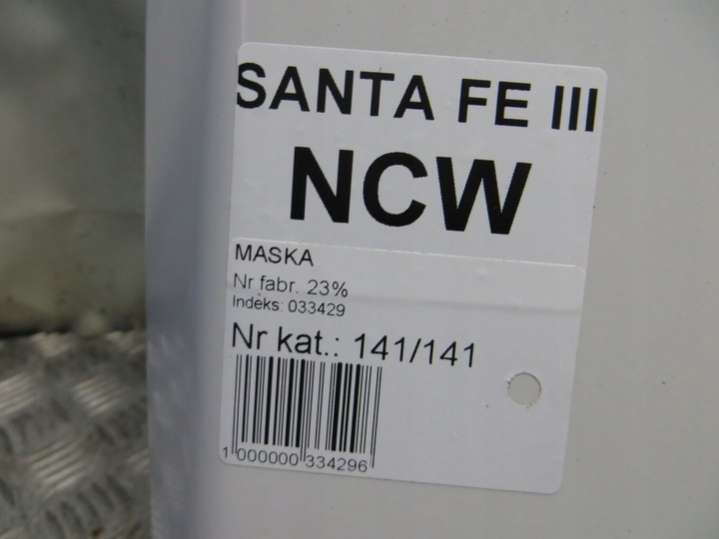 SANTA FE III
NCW
MASKA
Nr fabr. 23%
Indeks: 033429
Nr kat.: 141/141
1 000000 334296